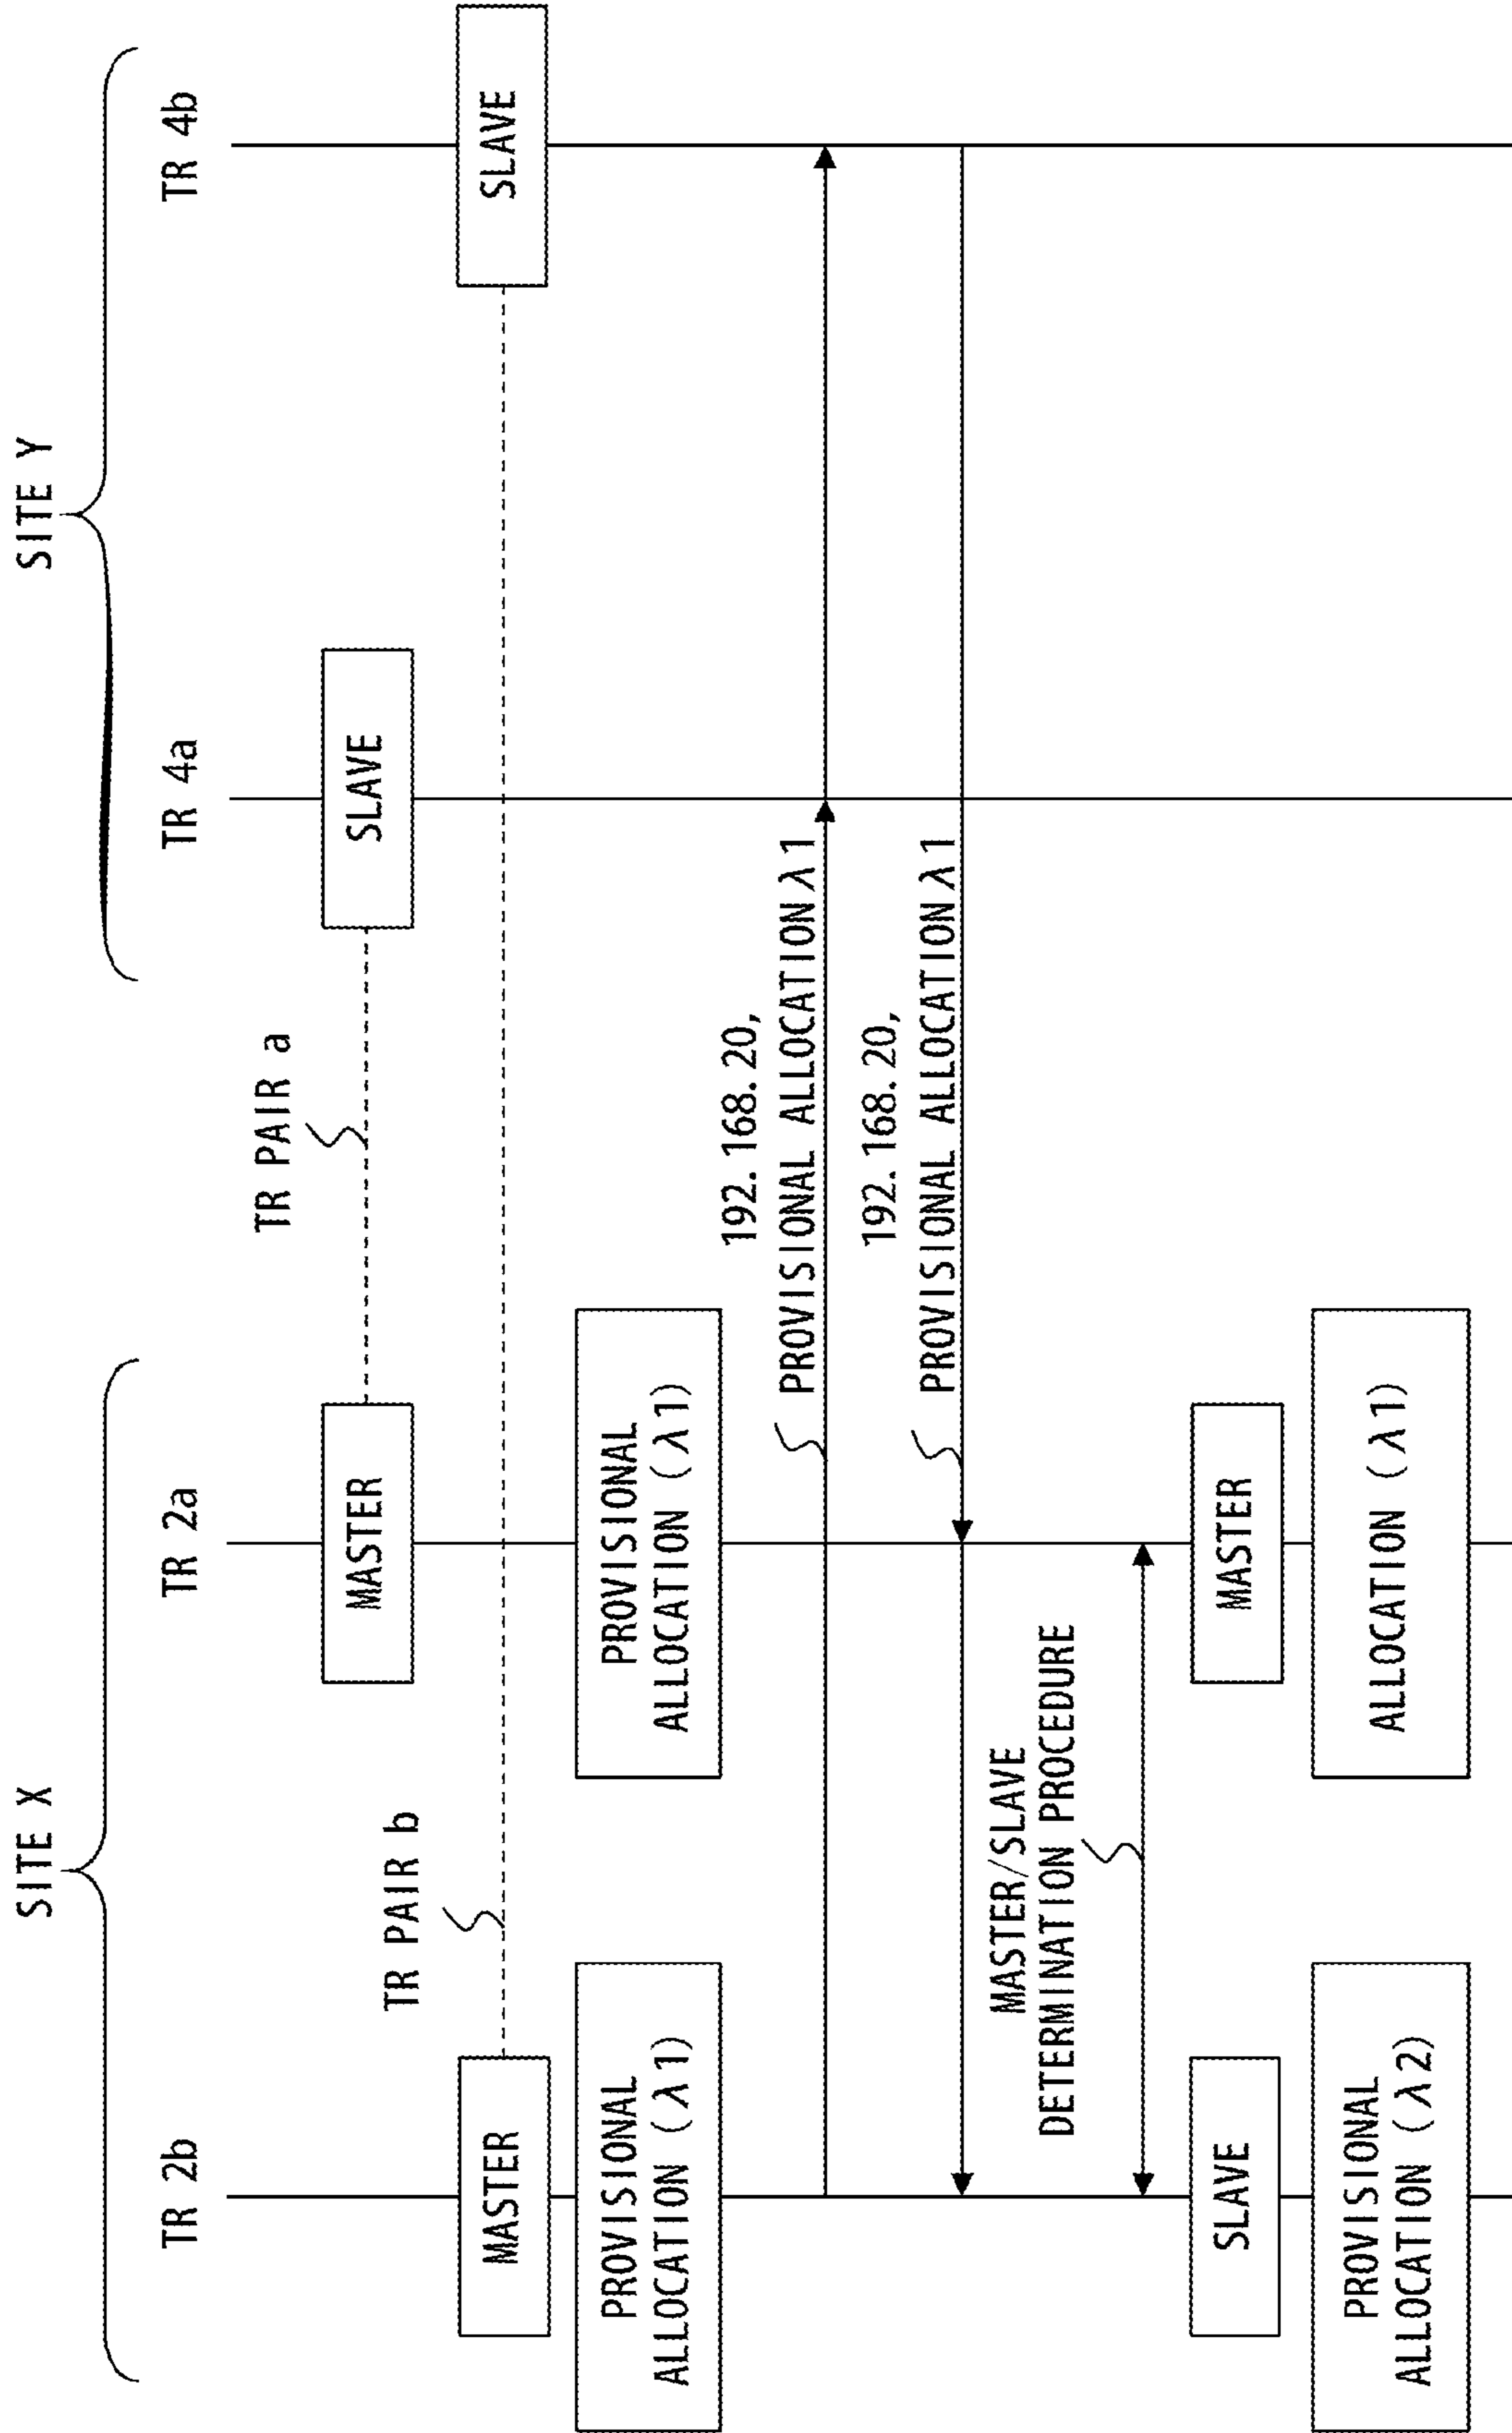 SITE X
SITE Y
TR 2b
TR 2a
TR 4a
TR 4b
TR PAIR a
MASTER
SLAVE
TR PAIR b
MASTER
SLAVE
PROVISIONAL
ALLOCATION (λ1)
PROVISIONAL
ALLOCATION (λ1)
192.168.20,
PROVISIONAL ALLOCATION λ1
192.168.20,
PROVISIONAL ALLOCATION λ1
MASTER/SLAVE
DETERMINATION PROCEDURE
SLAVE
MASTER
PROVISIONAL
ALLOCATION (λ2)
ALLOCATION (λ1)